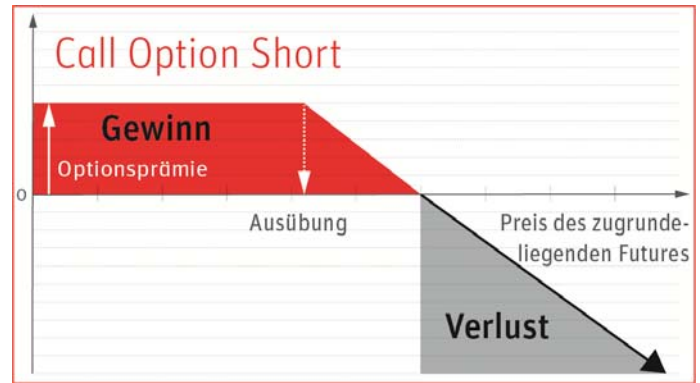 Call Option Short
Gewinn
Optionsprämie
0
Ausübung
Preis des zugrunde-
liegenden Futures
Verlust